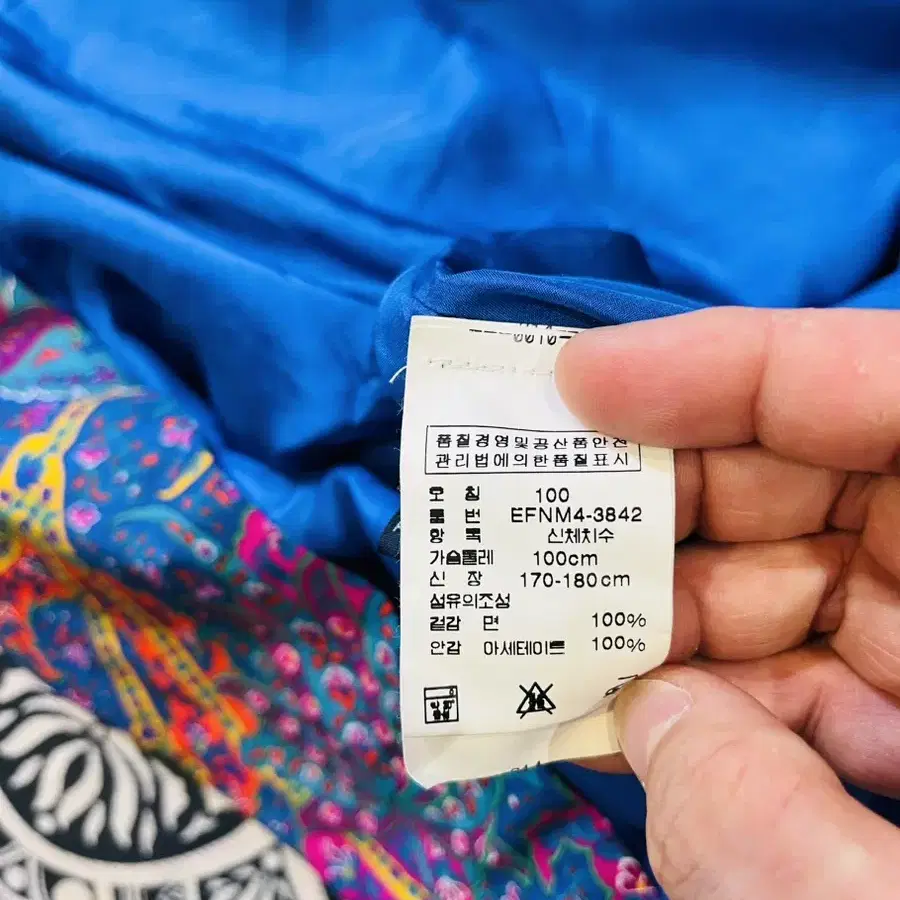 품질경영및공산품안전
관리법에의한품질표시
호 칭 100
품 번 EFNM4-3842
항 목 신체치수
가슴둘레 100cm
신 장 170-180cm
섬유의조성
겉감 면 100%
안감 아세테이트 100%